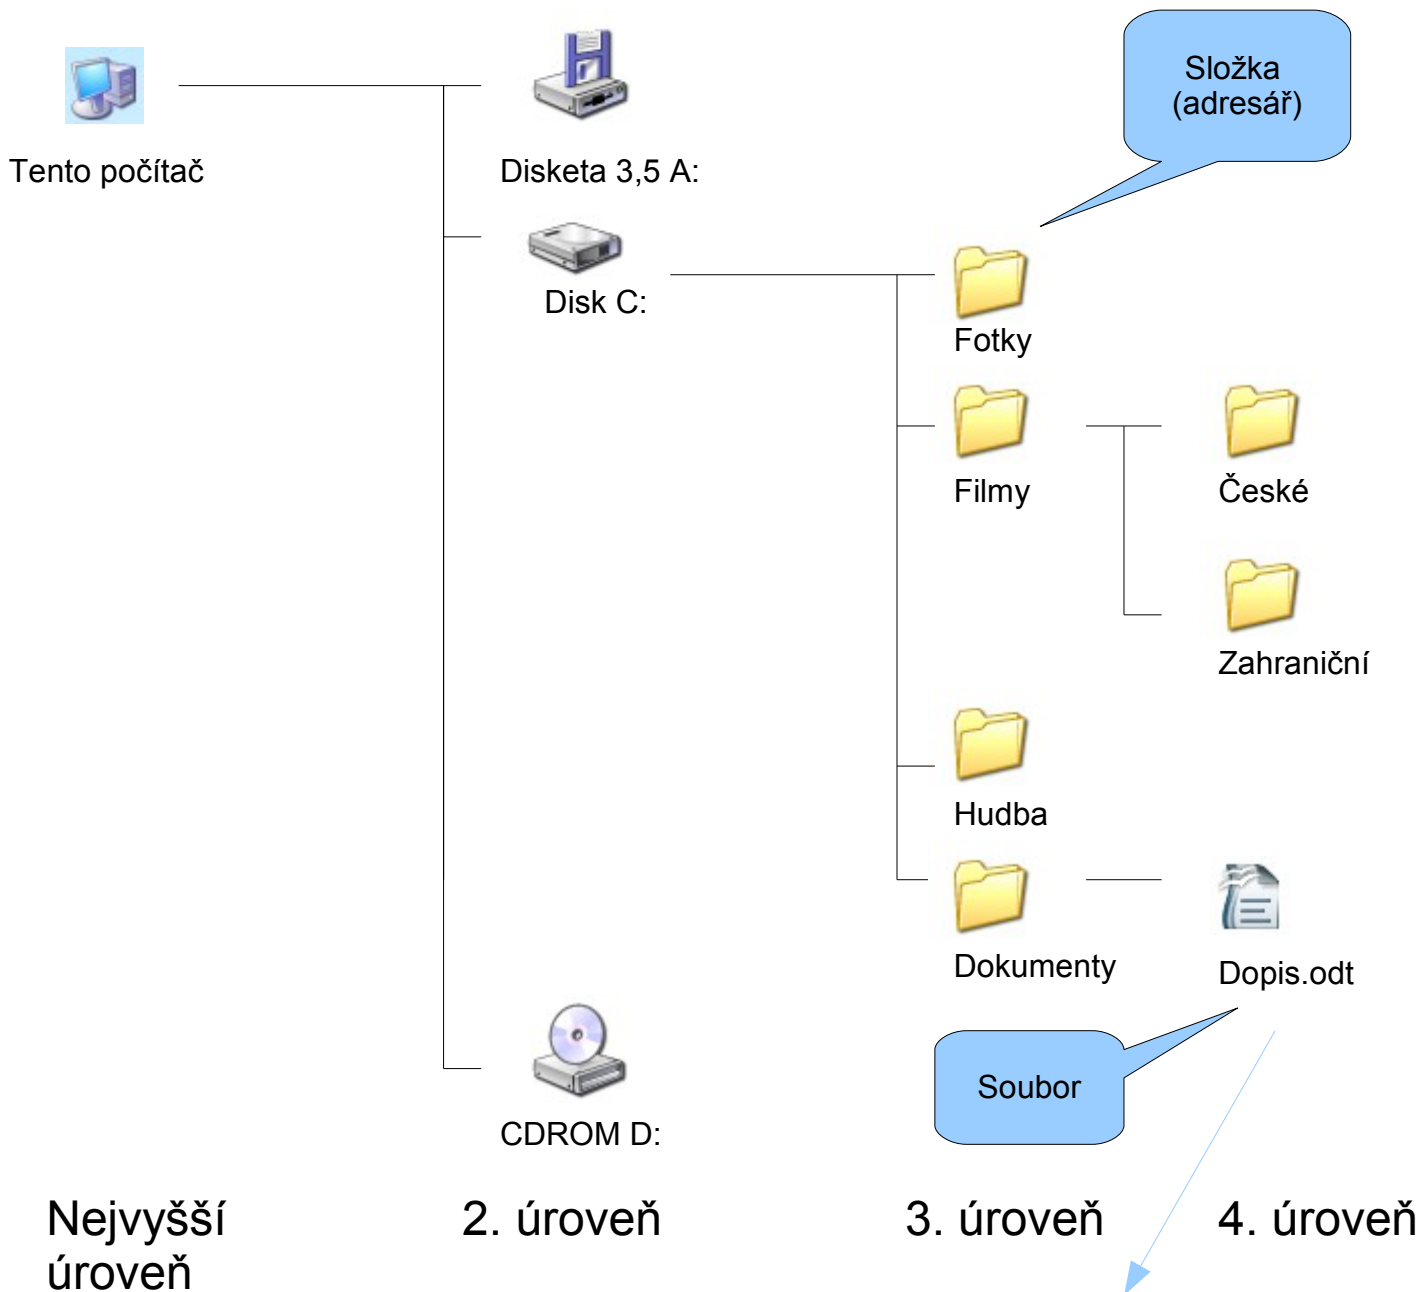 Složka
(adresář)
Tento počítač
Disketa 3,5 A:
Disk C:
Fotky
Filmy
České
Zahraniční
Hudba
Dokumenty
Dopis.odt
Soubor
CDROM D:
Nejvyšší
úroveň
2. úroveň
3. úroveň
4. úroveň